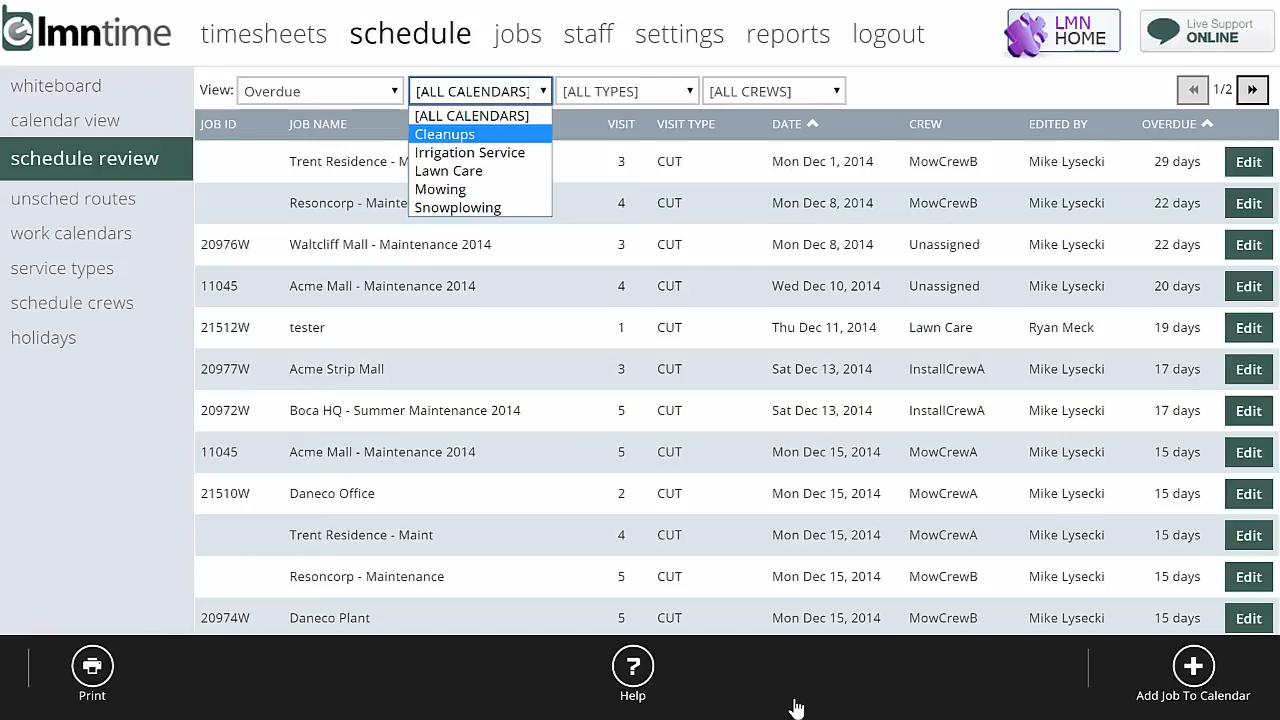 lmntime timesheets schedule jobs staff settings reports logout LMN HOME Live Support ONLINE
whiteboard
calendar view
schedule review
unsched routes
work calendars
service types
schedule crews
holidays
View: Overdue [ALL CALENDARS] [ALL TYPES] [ALL CREWS] 1/2
[ALL CALENDARS]
Cleanups
Irrigation Service
Lawn Care
Mowing
Snowplowing
JOB ID JOB NAME VISIT VISIT TYPE DATE CREW EDITED BY OVERDUE
Trent Residence - M 3 CUT Mon Dec 1, 2014 MowCrewB Mike Lysecki 29 days Edit
Resoncorp - Mainte 4 CUT Mon Dec 8, 2014 MowCrewB Mike Lysecki 22 days Edit
20976W Waltcliff Mall - Maintenance 2014 3 CUT Mon Dec 8, 2014 Unassigned Mike Lysecki 22 days Edit
11045 Acme Mall - Maintenance 2014 4 CUT Wed Dec 10, 2014 Unassigned Mike Lysecki 20 days Edit
21512W tester 1 CUT Thu Dec 11, 2014 Lawn Care Ryan Meck 19 days Edit
20977W Acme Strip Mall 3 CUT Sat Dec 13, 2014 InstallCrewA Mike Lysecki 17 days Edit
20972W Boca HQ - Summer Maintenance 2014 5 CUT Sat Dec 13, 2014 InstallCrewA Mike Lysecki 17 days Edit
11045 Acme Mall - Maintenance 2014 5 CUT Mon Dec 15, 2014 MowCrewA Mike Lysecki 15 days Edit
21510W Daneco Office 2 CUT Mon Dec 15, 2014 MowCrewA Mike Lysecki 15 days Edit
Trent Residence - Maint 4 CUT Mon Dec 15, 2014 MowCrewA Mike Lysecki 15 days Edit
Resoncorp - Maintenance 5 CUT Mon Dec 15, 2014 MowCrewB Mike Lysecki 15 days Edit
20974W Daneco Plant 5 CUT Mon Dec 15, 2014 MowCrewB Mike Lysecki 15 days Edit
Print ? Help Add Job To Calendar